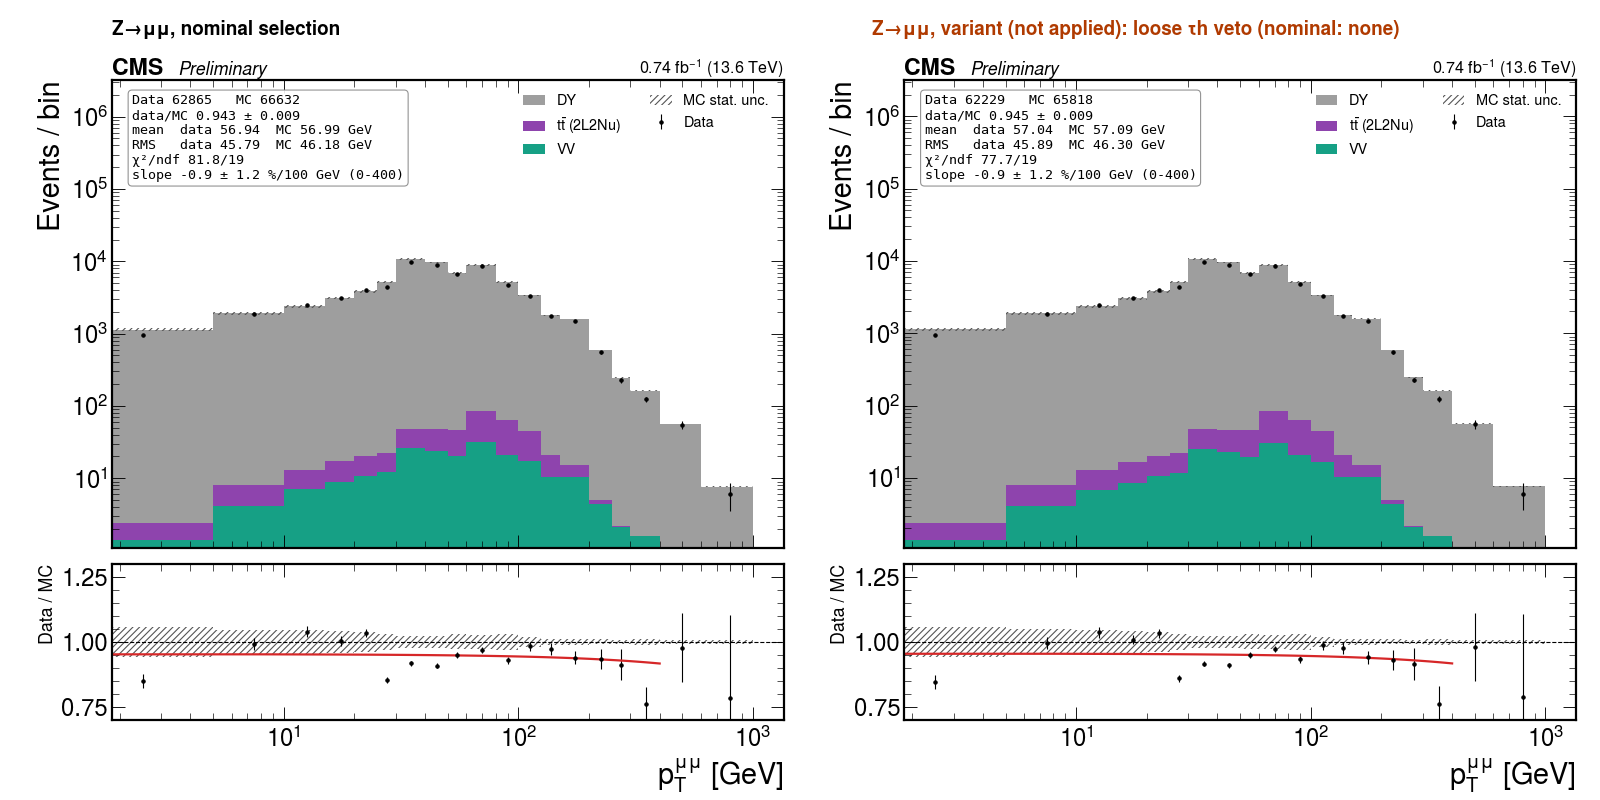 Z→μμ, nominal selection
CMS Preliminary 0.74 fb⁻¹ (13.6 TeV)
Events / bin
10⁶
10⁵
10⁴
10³
10²
10¹
Data 62865 MC 66632
data/MC 0.943 ± 0.009
mean data 56.94 MC 56.99 GeV
RMS data 45.79 MC 46.18 GeV
χ²/ndf 81.8/19
slope -0.9 ± 1.2 %/100 GeV (0-400)
DY
tt̄ (2L2Nu)
VV
MC stat. unc.
Data
Data / MC
1.25
1.00
0.75
10¹ 10² 10³
p_T^μμ [GeV]
Z→μμ, variant (not applied): loose τh veto (nominal: none)
CMS Preliminary 0.74 fb⁻¹ (13.6 TeV)
Events / bin
10⁶
10⁵
10⁴
10³
10²
10¹
Data 62229 MC 65818
data/MC 0.945 ± 0.009
mean data 57.04 MC 57.09 GeV
RMS data 45.89 MC 46.30 GeV
χ²/ndf 77.7/19
slope -0.9 ± 1.2 %/100 GeV (0-400)
DY
tt̄ (2L2Nu)
VV
MC stat. unc.
Data
Data / MC
1.25
1.00
0.75
10¹ 10² 10³
p_T^μμ [GeV]